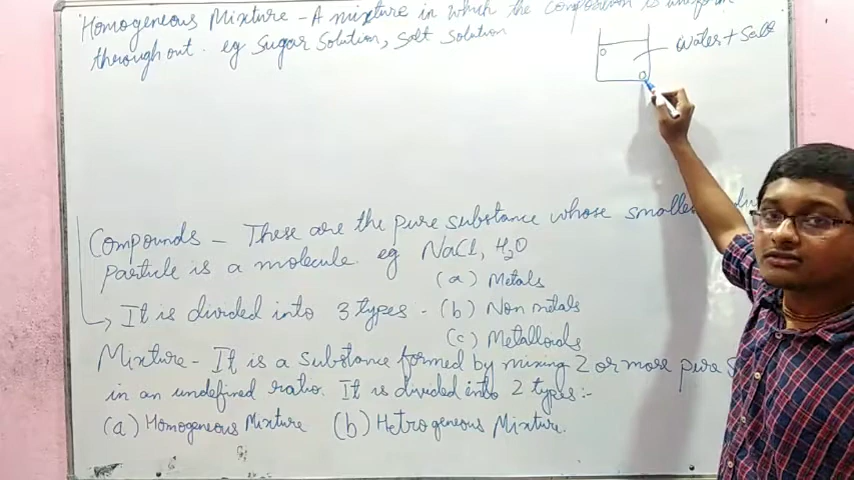 Homogeneous Mixture - A mixture in which the composition is uniform
throughout. eg Sugar Solution, Salt solution
Water + Salt
Compounds - These are the pure substance whose smallest
Particle is a molecule. eg NaCl, H2O
(a) Metals
It is divided into 3 types - (b) Non metals
(c) Metalloids
Mixture - It is a substance formed by mixing 2 or more pure
in an undefined ratio. It is divided into 2 types:-
(a) Homogeneous Mixture (b) Hetrogeneous Mixture.